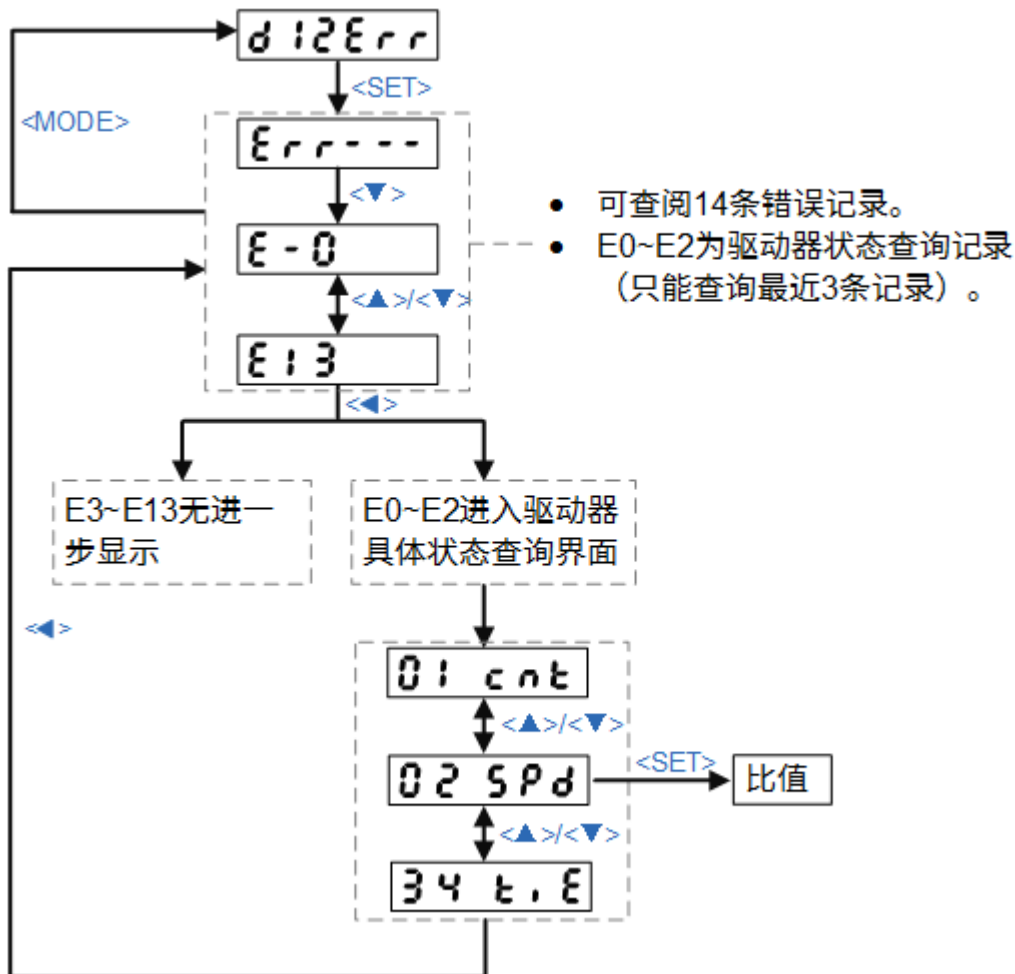 d12Err
<SET>
<MODE>
Err---
<▼>
E-0
<▲>/<▼>
E13
<◀>
• 可查阅14条错误记录。
• E0~E2为驱动器状态查询记录
（只能查询最近3条记录）。
E3~E13无进一
步显示
E0~E2进入驱动器
具体状态查询界面
<◀>
01 cnt
<▲>/<▼>
02 SPd
<SET>
比值
<▲>/<▼>
34 t.E